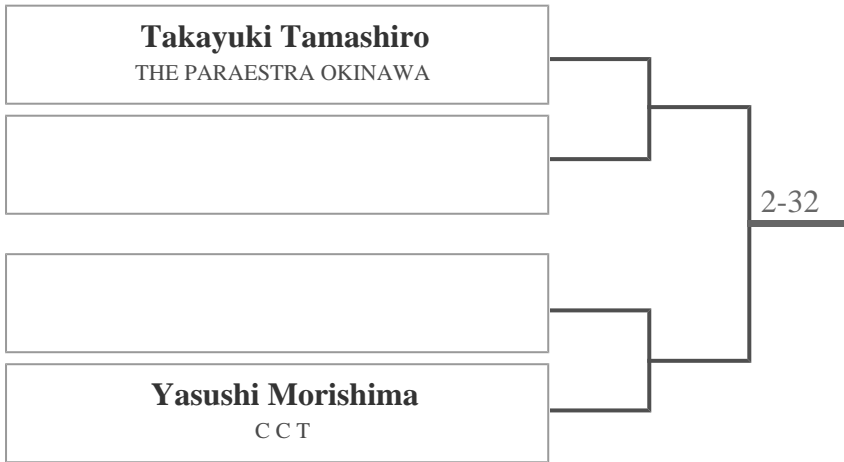 Takayuki Tamashiro
THE PARAESTRA OKINAWA
2-32
Yasushi Morishima
C C T